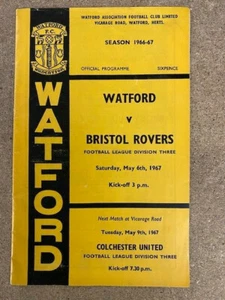 WATFORD ASSOCIATION FOOTBALL CLUB LIMITED
VICARAGE ROAD, WATFORD, HERTS.
SEASON 1966-67
OFFICIAL PROGRAMME SIXPENCE
WATFORD
F.C.
WATFORD
WATFORD
V
BRISTOL ROVERS
FOOTBALL LEAGUE DIVISION THREE
Saturday, May 6th, 1967
Kick-off 3 p.m.
Next Match at Vicarage Road
Tuesday, May 9th, 1967
COLCHESTER UNITED
FOOTBALL LEAGUE DIVISION THREE
Kick-off 7.30 p.m.